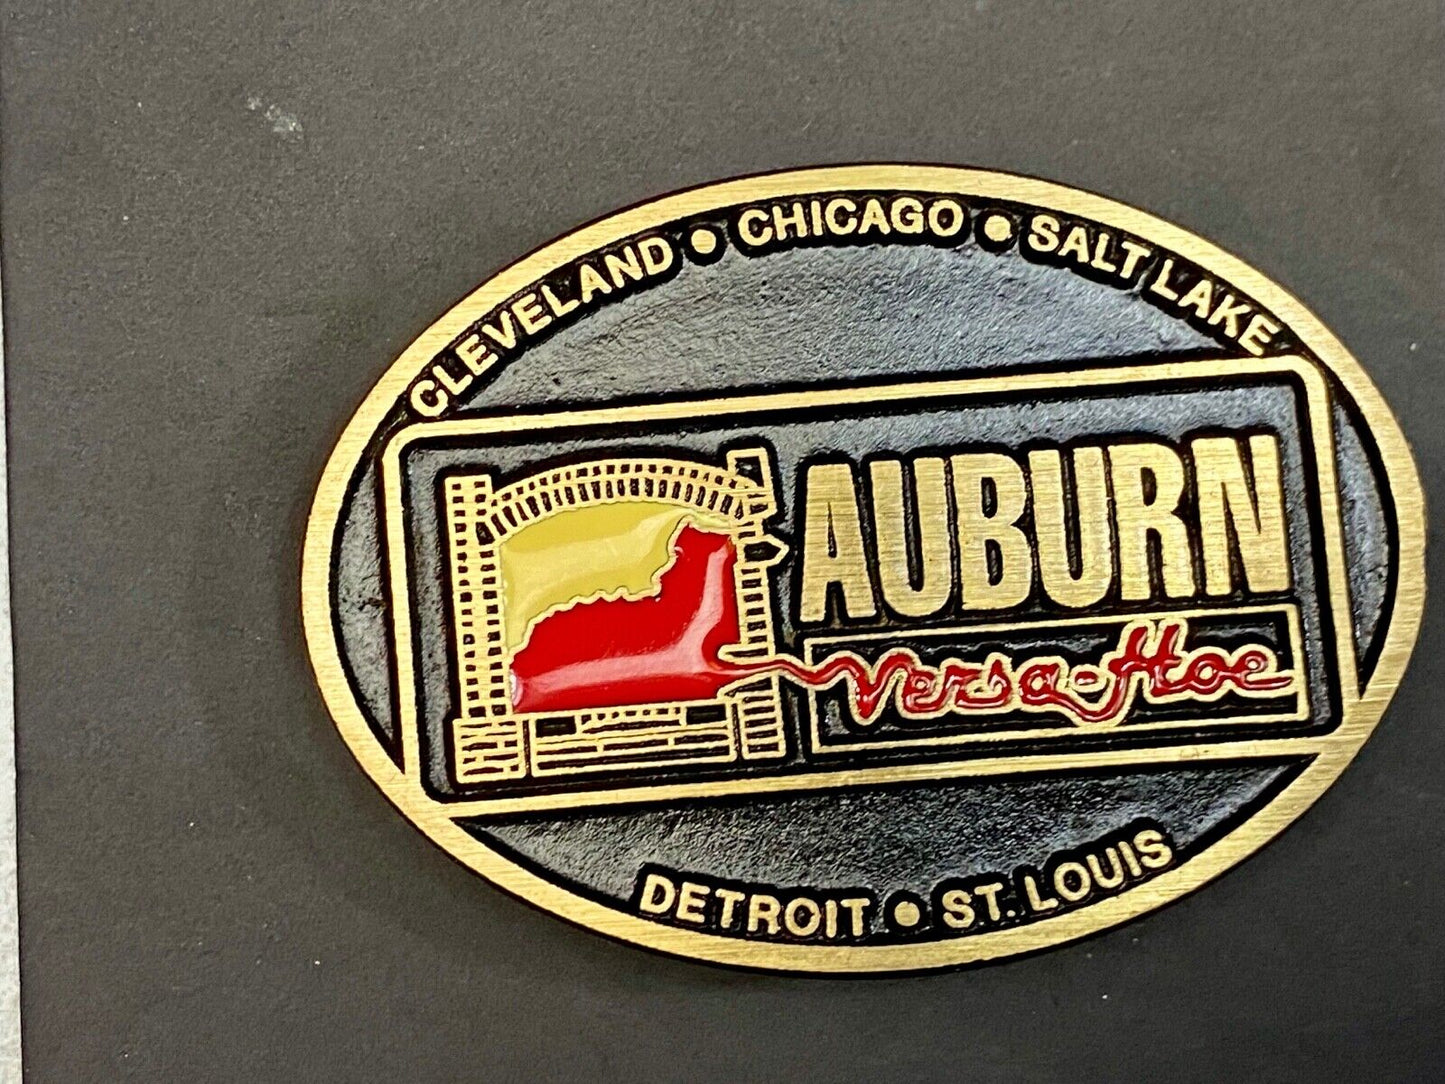 CLEVELAND • CHICAGO • SALT LAKE
AUBURN
Versa-Hoe
DETROIT • ST. LOUIS